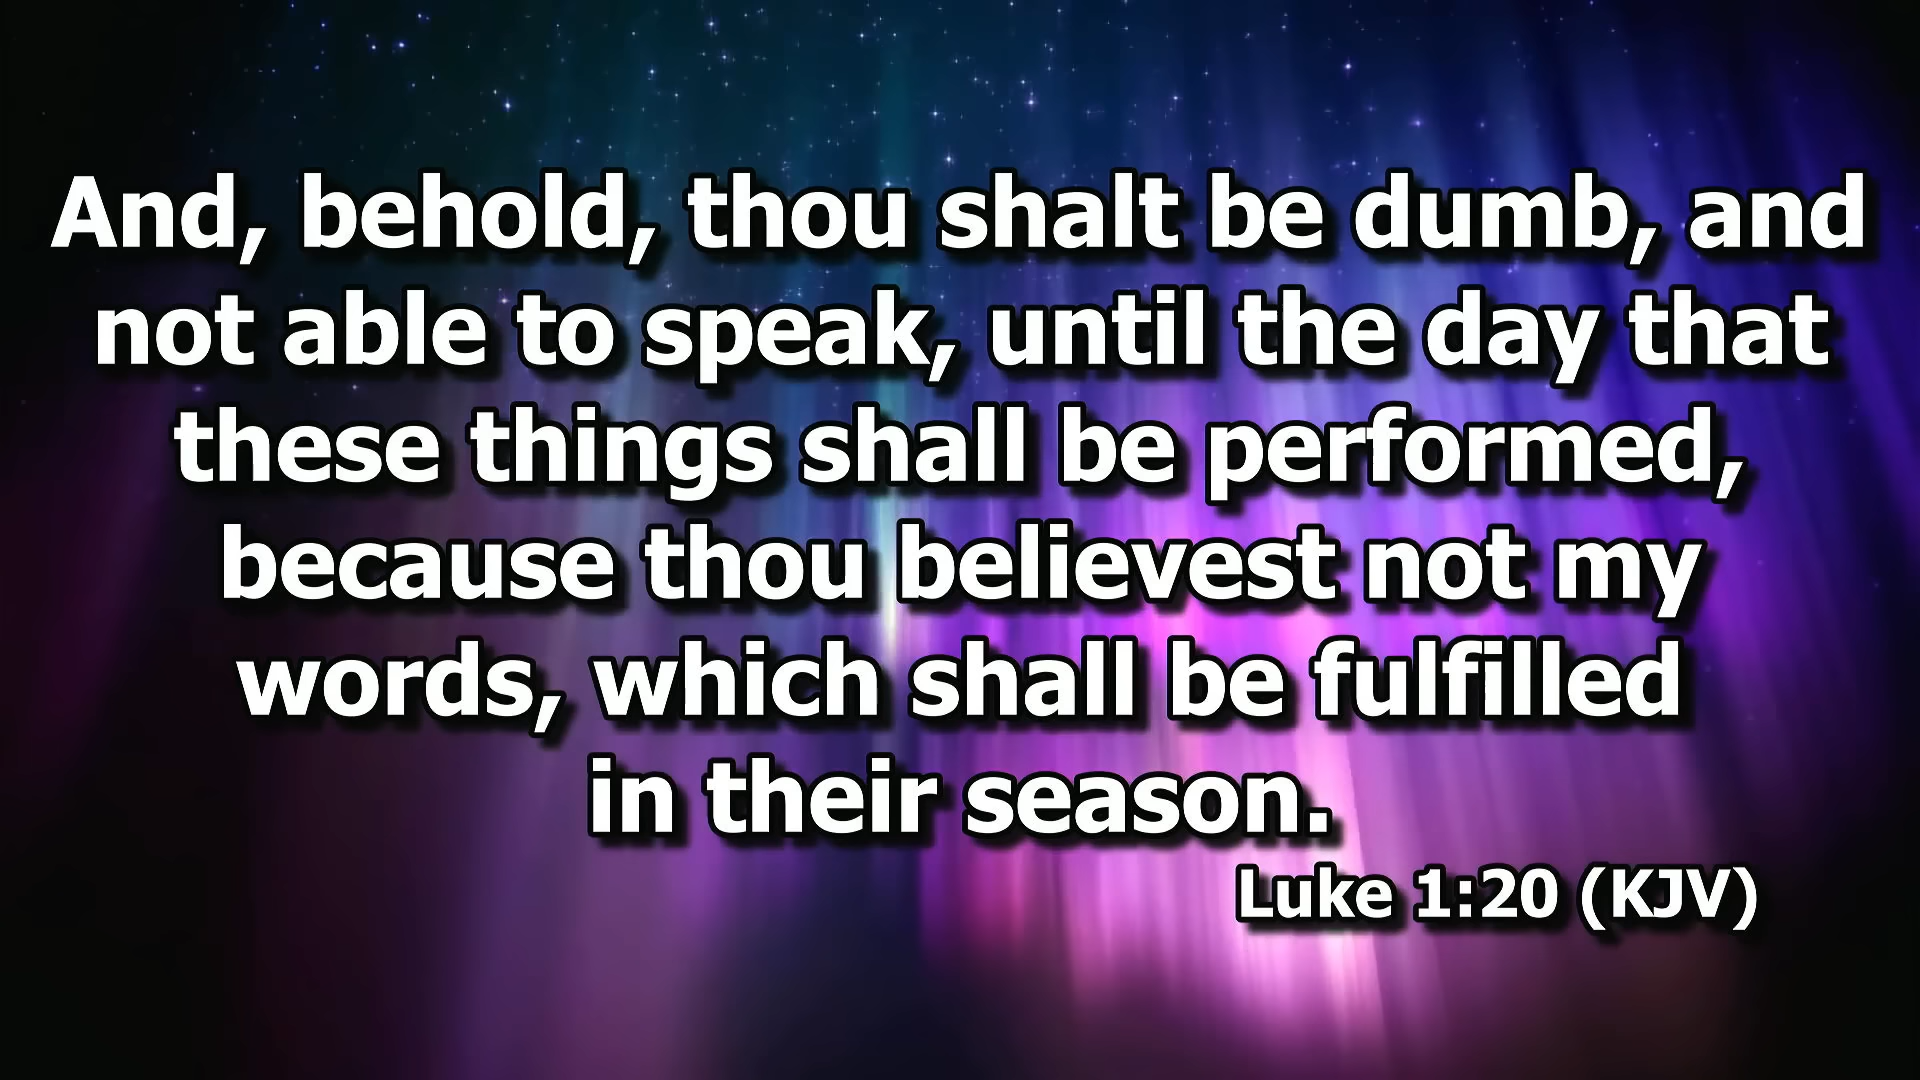 And, behold, thou shalt be dumb, and
not able to speak, until the day that
these things shall be performed,
because thou believest not my
words, which shall be fulfilled
in their season.
Luke 1:20 (KJV)